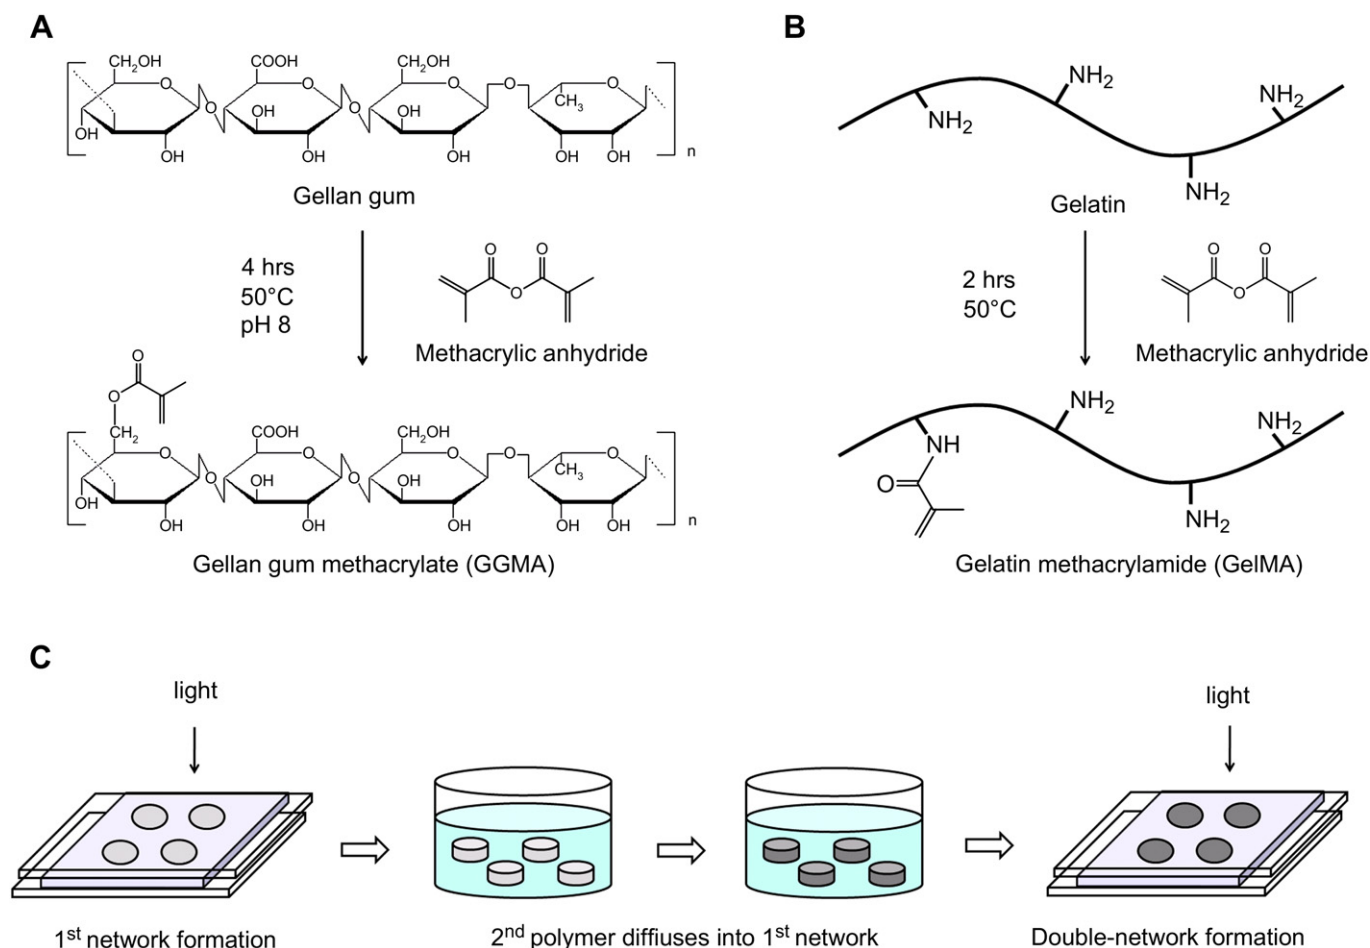 A
B
CH2OH
COOH
CH2OH
O
O
O
O
O
O
O
OH
OH
CH3
OH
OH
OH
OH
OH
OH
n
Gellan gum
4 hrs
50°C
pH 8
O
O
O
Methacrylic anhydride
O
O
CH2
COOH
CH2OH
O
O
O
O
O
O
O
OH
OH
CH3
OH
OH
OH
OH
OH
OH
n
Gellan gum methacrylate (GGMA)
NH2
NH2
NH2
NH2
Gelatin
2 hrs
50°C
O
O
O
Methacrylic anhydride
NH2
NH2
NH
O
NH2
Gelatin methacrylamide (GelMA)
C
light
light
1st network formation
2nd polymer diffiuses into 1st network
Double-network formation